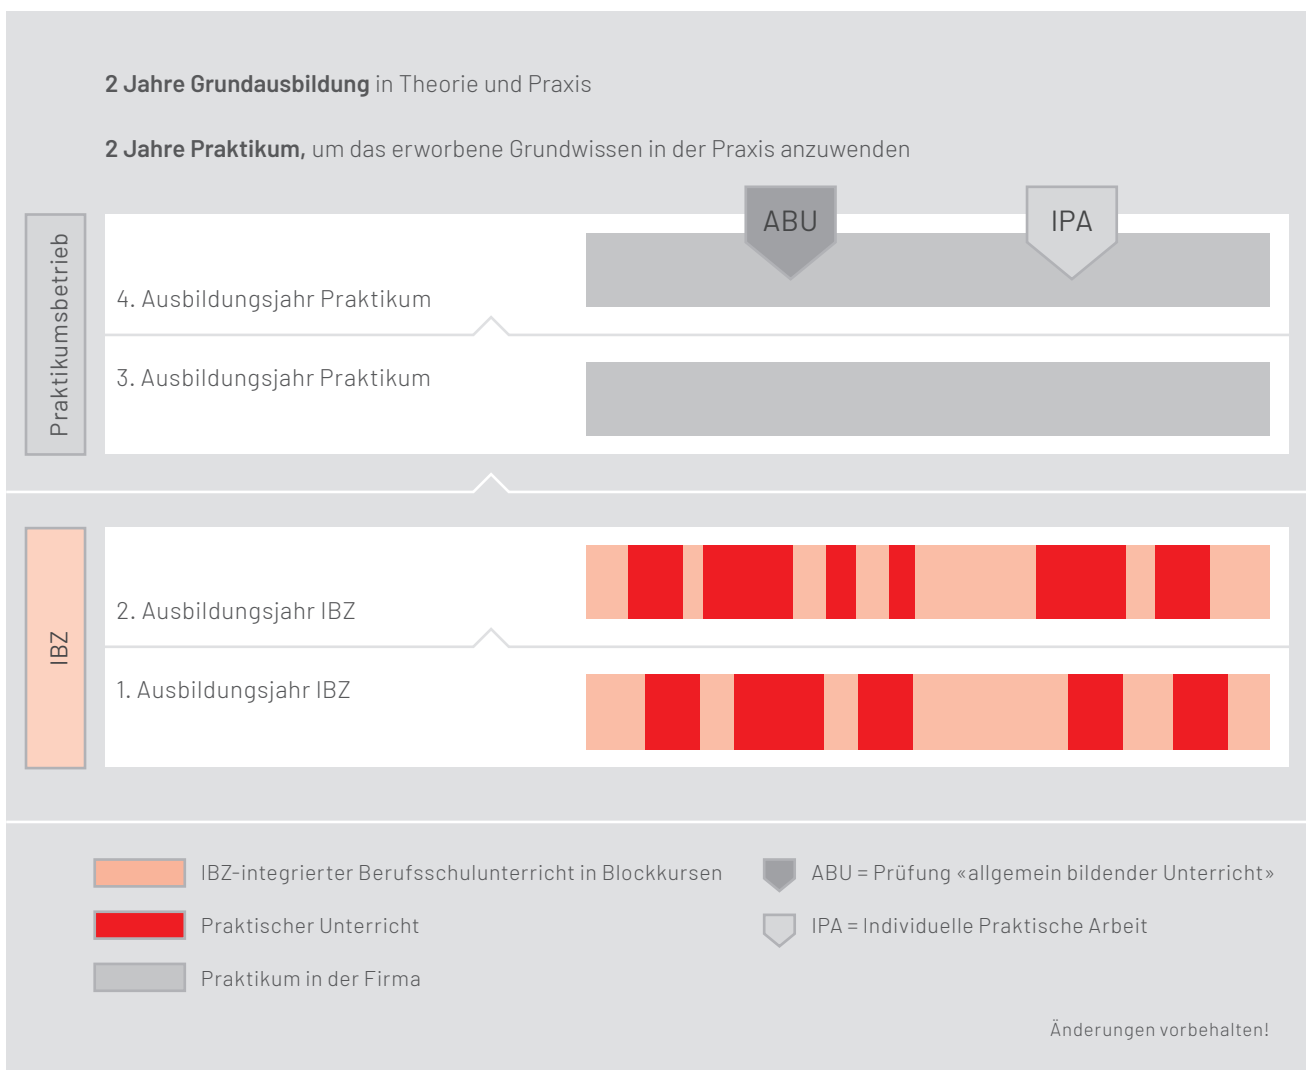 2 Jahre Grundausbildung in Theorie und Praxis
2 Jahre Praktikum, um das erworbene Grundwissen in der Praxis anzuwenden
ABU
IPA
Praktikumsbetrieb
4. Ausbildungsjahr Praktikum
3. Ausbildungsjahr Praktikum
IBZ
2. Ausbildungsjahr IBZ
1. Ausbildungsjahr IBZ
IBZ-integrierter Berufsschulunterricht in Blockkursen
Praktischer Unterricht
Praktikum in der Firma
ABU = Prüfung «allgemein bildender Unterricht»
IPA = Individuelle Praktische Arbeit
Änderungen vorbehalten!